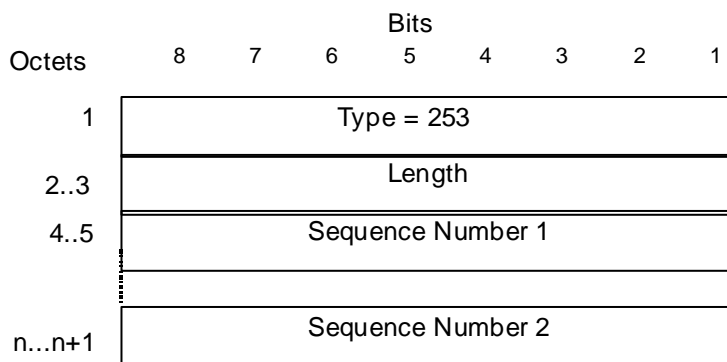 Bits
Octets 8 7 6 5 4 3 2 1
1 Type = 253
2..3 Length
4..5 Sequence Number 1
n...n+1 Sequence Number 2